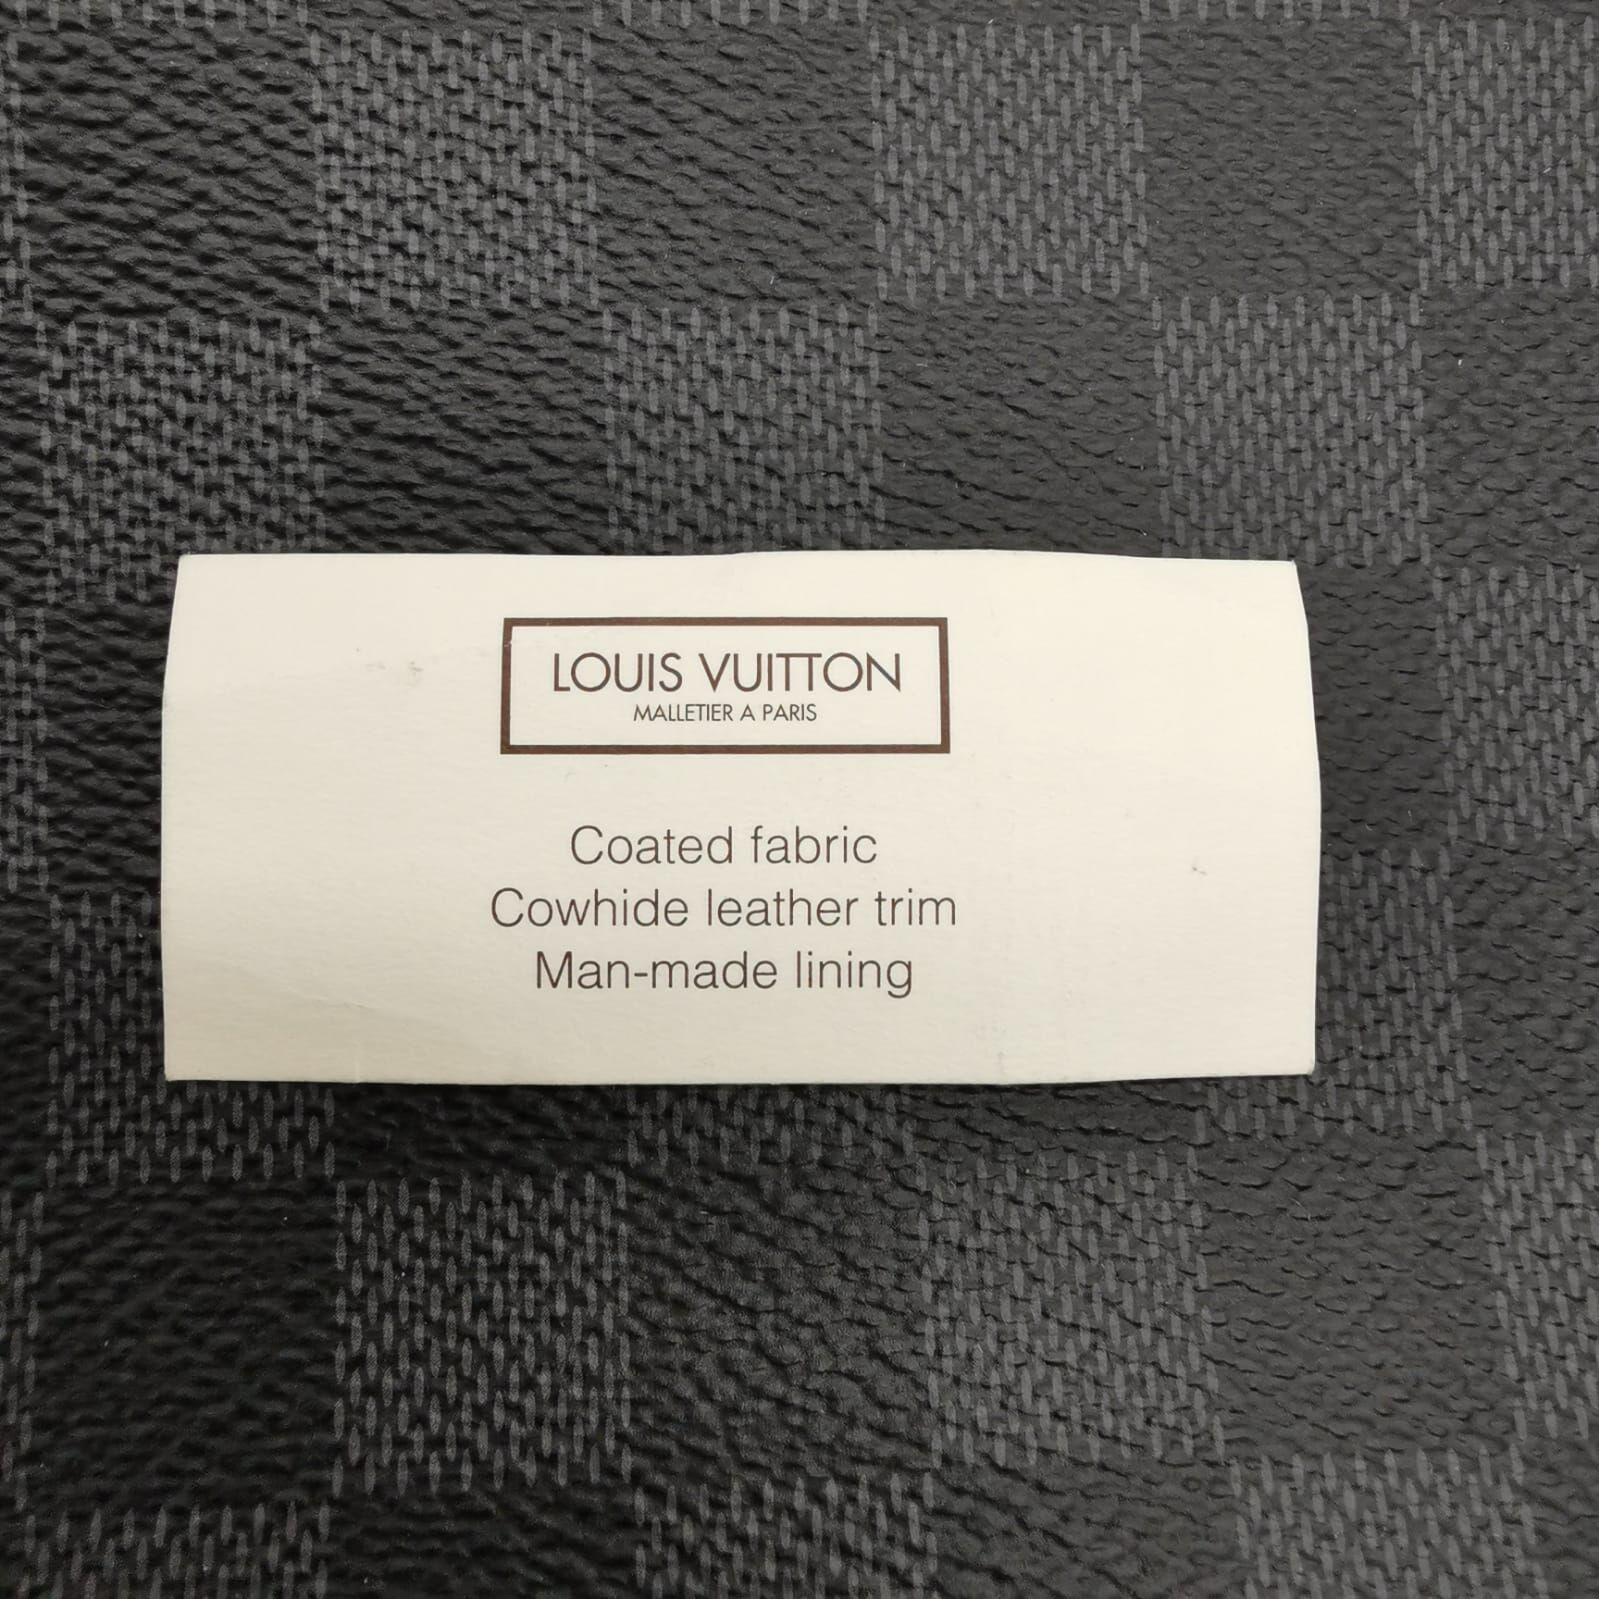 LOUIS VUITTON
MALLETIER A PARIS
Coated fabric
Cowhide leather trim
Man-made lining